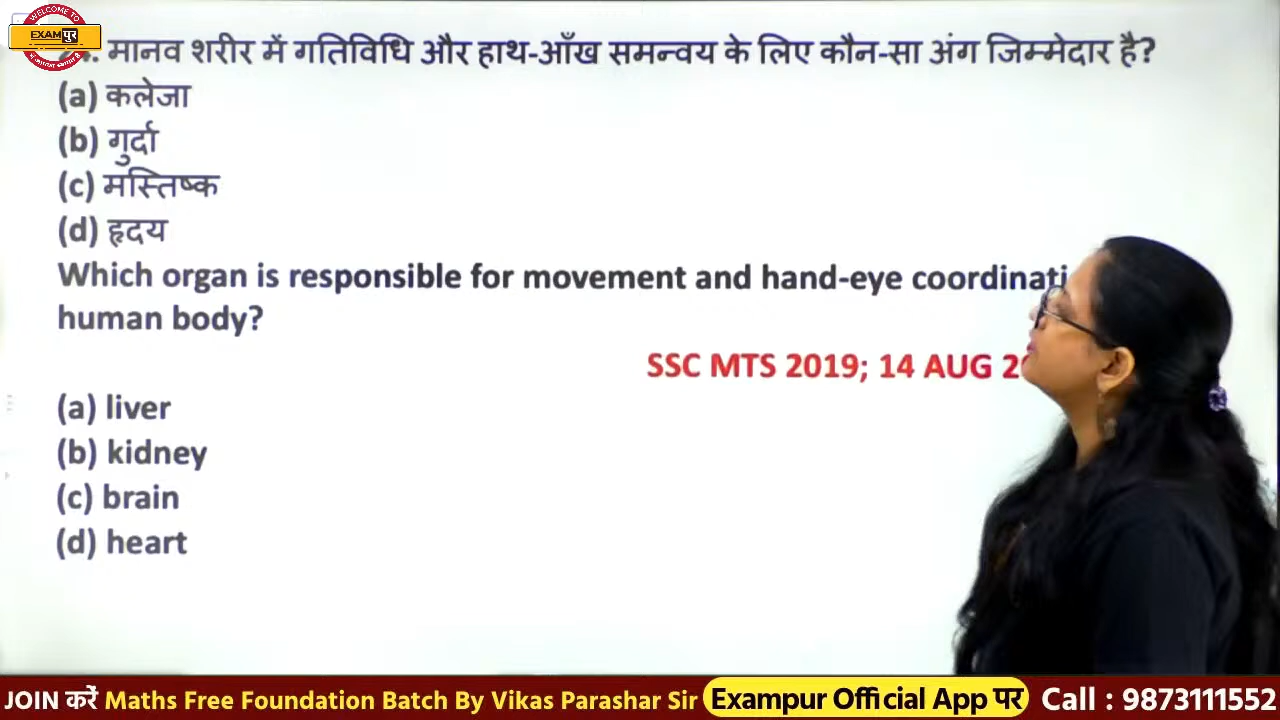 WELCOME TO
EXAMपुर
मानव शरीर में गतिविधि और हाथ-आँख समन्वय के लिए कौन-सा अंग जिम्मेदार है?
(a) कलेजा
(b) गुर्दा
(c) मस्तिष्क
(d) हृदय
Which organ is responsible for movement and hand-eye
human body?
SSC MTS 2019; 14 AUG
(a) liver
(b) kidney
(c) brain
(d) heart
JOIN करें Maths Free Foundation Batch By Vikas Parashar Sir Exampur Official App पर Call : 9873111552